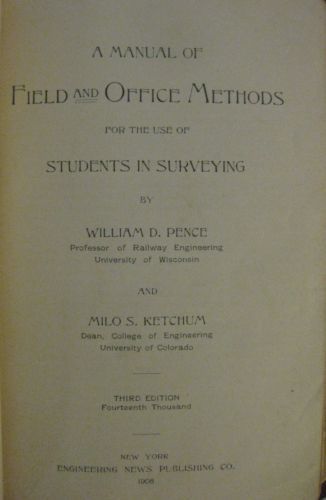 A MANUAL OF
FIELD AND OFFICE METHODS
FOR THE USE OF
STUDENTS IN SURVEYING
BY
WILLIAM D. PENCE
Professor of Railway Engineering
University of Wisconsin
AND
MILO S. KETCHUM
Dean, College of Engineering
University of Colorado
THIRD EDITION
Fourteenth Thousand
NEW YORK
ENGINEERING NEWS PUBLISHING CO.
1906